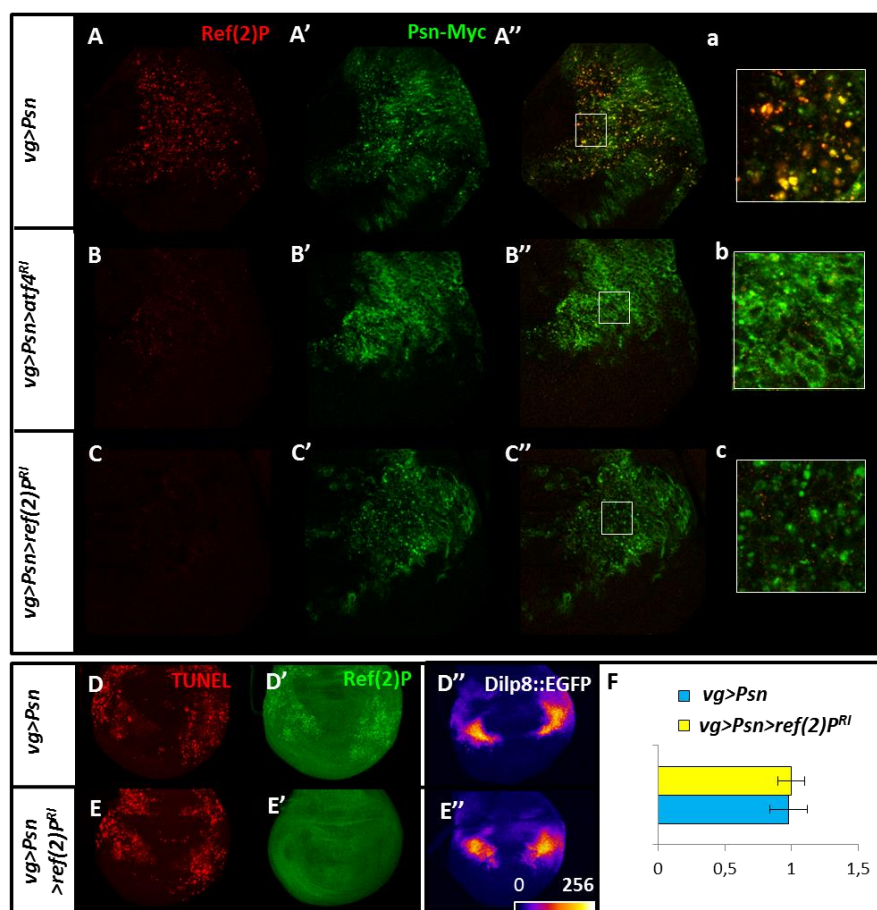 A Ref(2)P A' Psn-Myc A'' a
vg>Psn
B B' B'' b
vg>Psn>atf4RI
C C' C'' c
vg>Psn>ref(2)PRI
D TUNEL D' Ref(2)P D'' Dilp8::EGFP F
vg>Psn
vg>Psn
vg>Psn>ref(2)PRI
E E' E''
vg>Psn
>ref(2)PRI
0 256
0 0,5 1 1,5